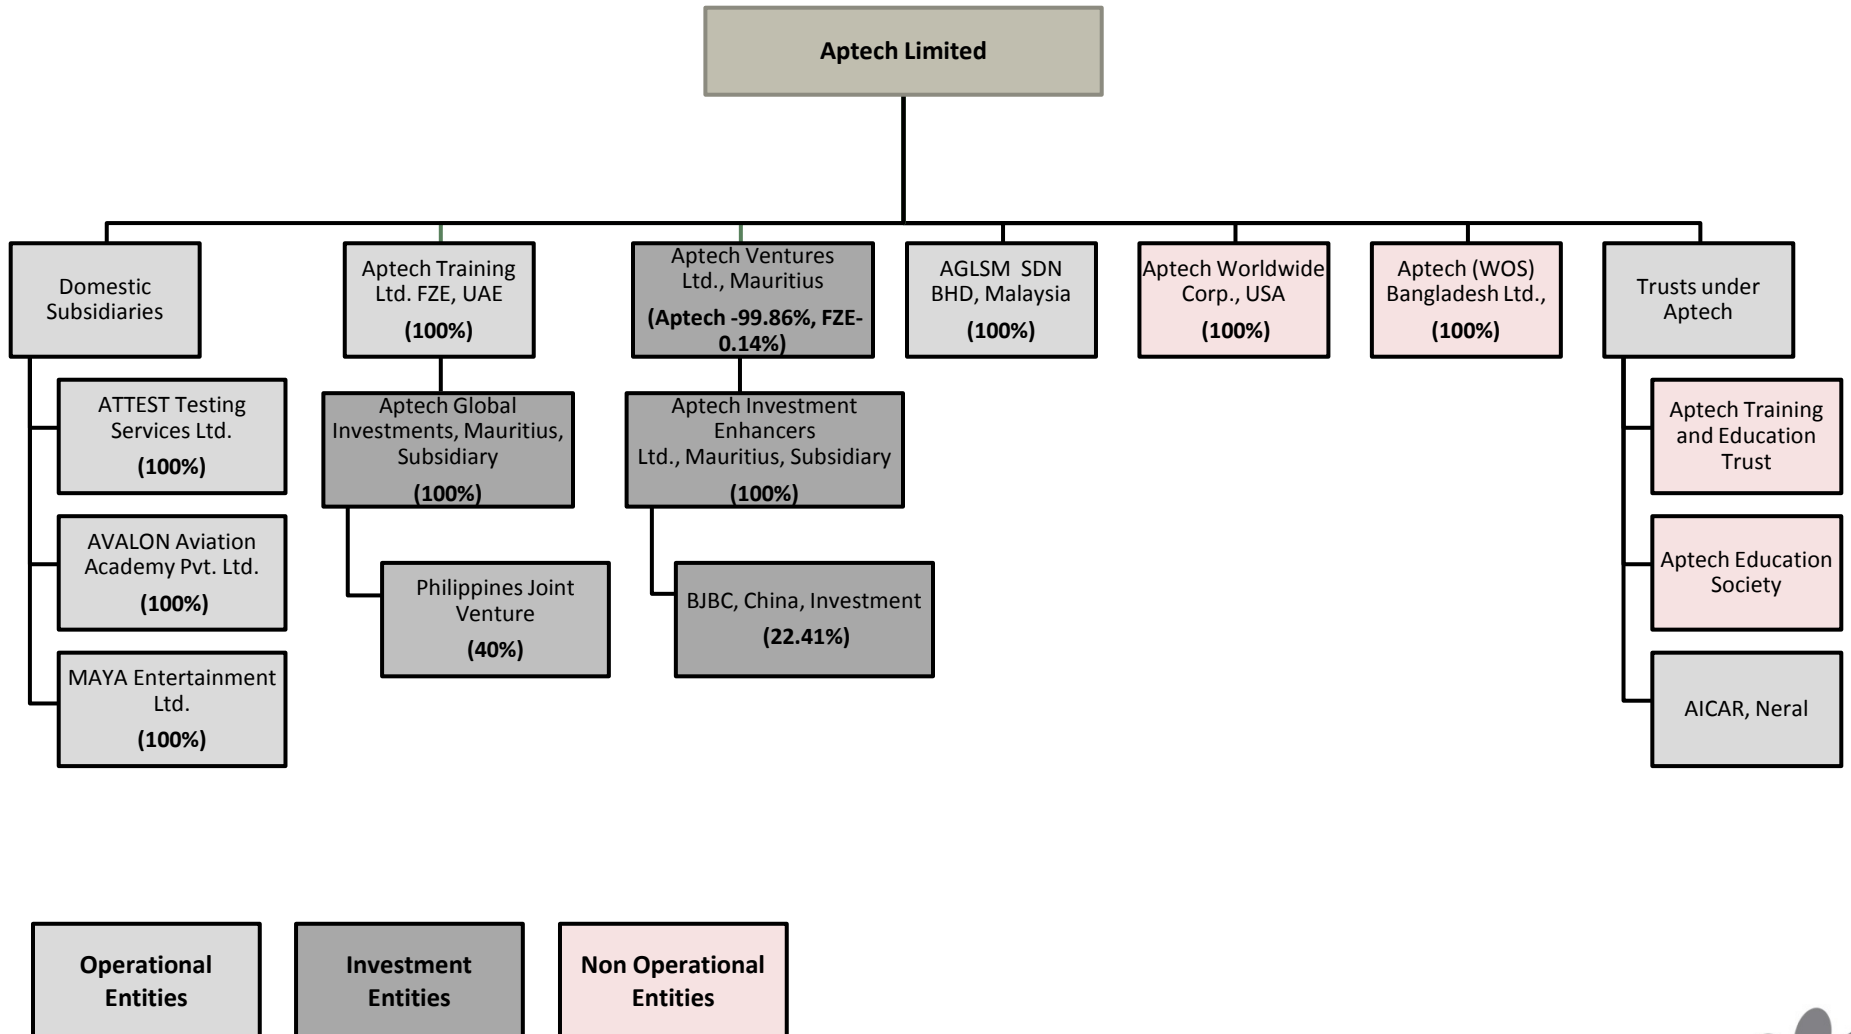 Aptech Limited
Domestic
Subsidiaries
Aptech Training
Ltd. FZE, UAE
(100%)
Aptech Ventures
Ltd., Mauritius
(Aptech -99.86%, FZE-
0.14%)
AGLSM  SDN
BHD, Malaysia
(100%)
Aptech Worldwide
Corp., USA
(100%)
Aptech (WOS)
Bangladesh Ltd.,
(100%)
Trusts under
Aptech
ATTEST Testing
Services Ltd.
(100%)
AVALON Aviation
Academy Pvt. Ltd.
(100%)
MAYA Entertainment
Ltd.
(100%)
Aptech Global
Investments, Mauritius,
Subsidiary
(100%)
Philippines Joint
Venture
(40%)
Aptech Investment
Enhancers
Ltd., Mauritius, Subsidiary
(100%)
BJBC, China, Investment
(22.41%)
Aptech Training
and Education
Trust
Aptech Education
Society
AICAR, Neral
Operational
Entities
Investment
Entities
Non Operational
Entities